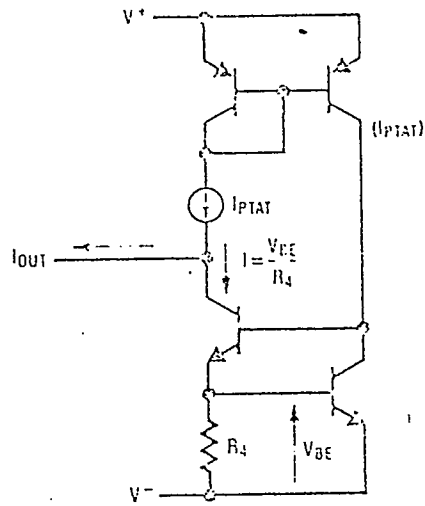 V+
(IPTAT)
IPTAT
IOUT
I = VBE/R4
R4
VBE
V−